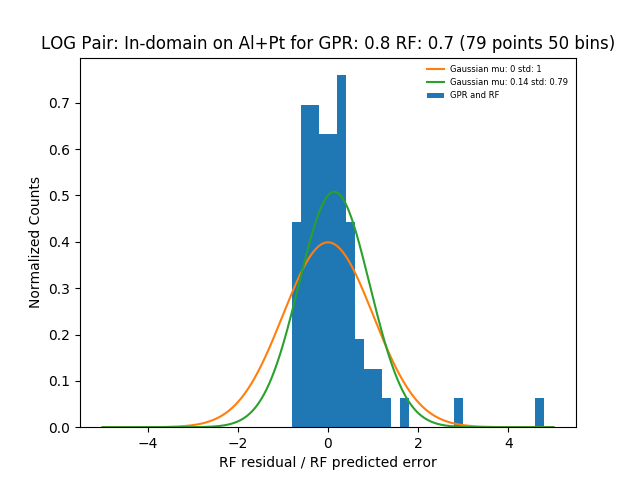 LOG Pair: In-domain on Al+Pt for GPR: 0.8 RF: 0.7 (79 points 50 bins)
Gaussian mu: 0 std: 1
Gaussian mu: 0.14 std: 0.79
GPR and RF
Normalized Counts
0.7
0.6
0.5
0.4
0.3
0.2
0.1
0.0
−4 −2 0 2 4
RF residual / RF predicted error